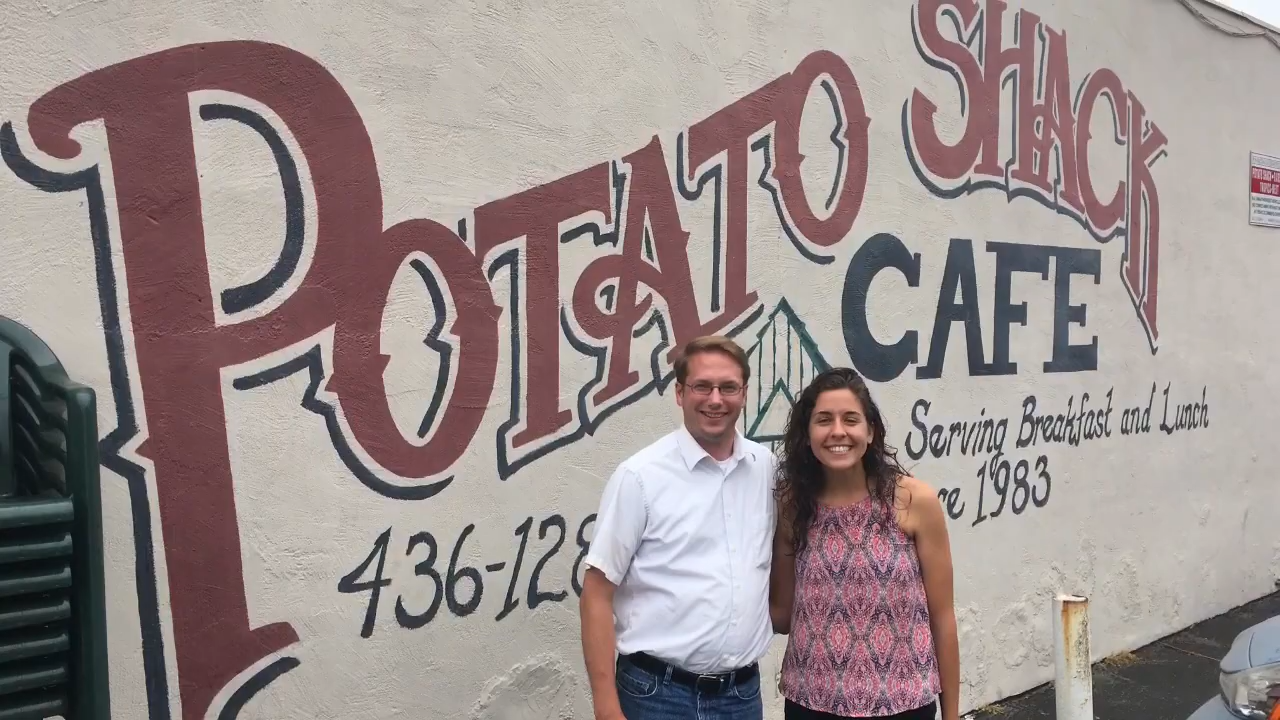 POTATO SHACK
CAFE
Serving Breakfast and Lunch
1983
436-128